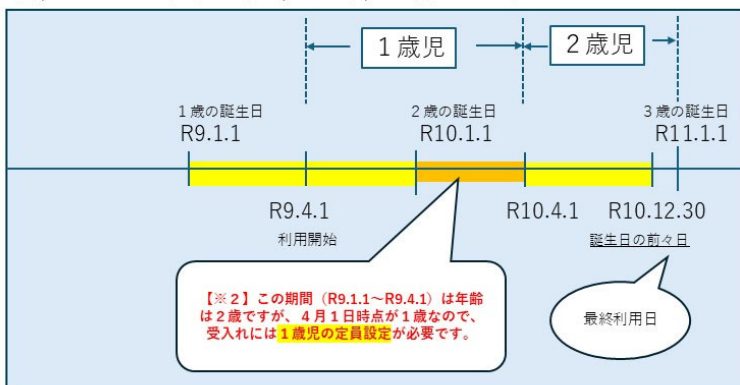 1歳児
2歳児
1歳の誕生日
R9.1.1
2歳の誕生日
R10.1.1
3歳の誕生日
R11.1.1
R9.4.1
利用開始
R10.4.1
R10.12.30
誕生日の前々日
【※2】この期間（R9.1.1～R9.4.1）は年齢
は2歳ですが、4月1日時点が1歳なので、
受入れには1歳児の定員設定が必要です。
最終利用日